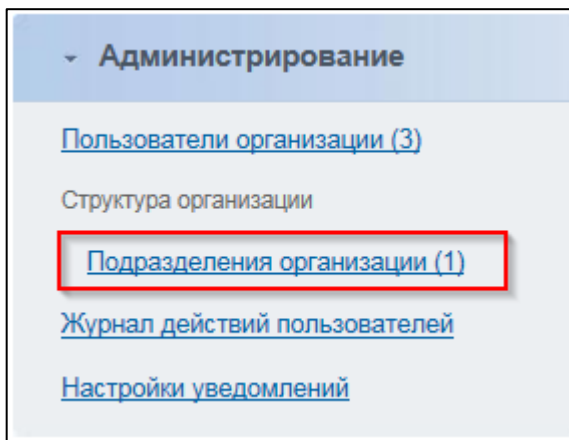 Администрирование
Пользователи организации (3)
Структура организации
Подразделения организации (1)
Журнал действий пользователей
Настройки уведомлений